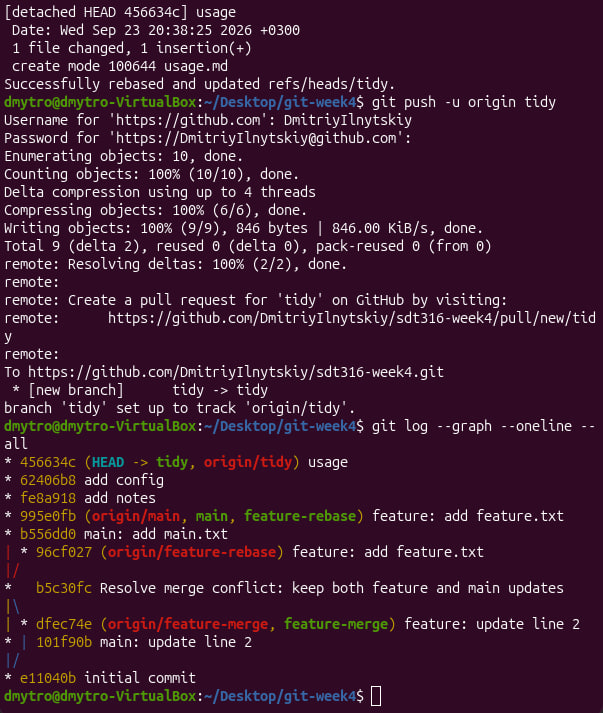 [detached HEAD 456634c] usage
 Date: Wed Sep 23 20:38:25 2026 +0300
 1 file changed, 1 insertion(+)
 create mode 100644 usage.md
Successfully rebased and updated refs/heads/tidy.
dmytro@dmytro-VirtualBox:~/Desktop/git-week4$ git push -u origin tidy
Username for 'https://github.com': DmitriyIlnytskiy
Password for 'https://DmitriyIlnytskiy@github.com':
Enumerating objects: 10, done.
Counting objects: 100% (10/10), done.
Delta compression using up to 4 threads
Compressing objects: 100% (6/6), done.
Writing objects: 100% (9/9), 846 bytes | 846.00 KiB/s, done.
Total 9 (delta 2), reused 0 (delta 0), pack-reused 0 (from 0)
remote: Resolving deltas: 100% (2/2), done.
remote:
remote: Create a pull request for 'tidy' on GitHub by visiting:
remote:      https://github.com/DmitriyIlnytskiy/sdt316-week4/pull/new/tid
y
remote:
To https://github.com/DmitriyIlnytskiy/sdt316-week4.git
 * [new branch]      tidy -> tidy
branch 'tidy' set up to track 'origin/tidy'.
dmytro@dmytro-VirtualBox:~/Desktop/git-week4$ git log --graph --oneline --
all
* 456634c (HEAD -> tidy, origin/tidy) usage
* 62406b8 add config
* fe8a918 add notes
* 995e0fb (origin/main, main, feature-rebase) feature: add feature.txt
* b556dd0 main: add main.txt
| * 96cf027 (origin/feature-rebase) feature: add feature.txt
|/
*   b5c30fc Resolve merge conflict: keep both feature and main updates
|\
| * dfec74e (origin/feature-merge, feature-merge) feature: update line 2
* | 101f90b main: update line 2
|/
* e11040b initial commit
dmytro@dmytro-VirtualBox:~/Desktop/git-week4$